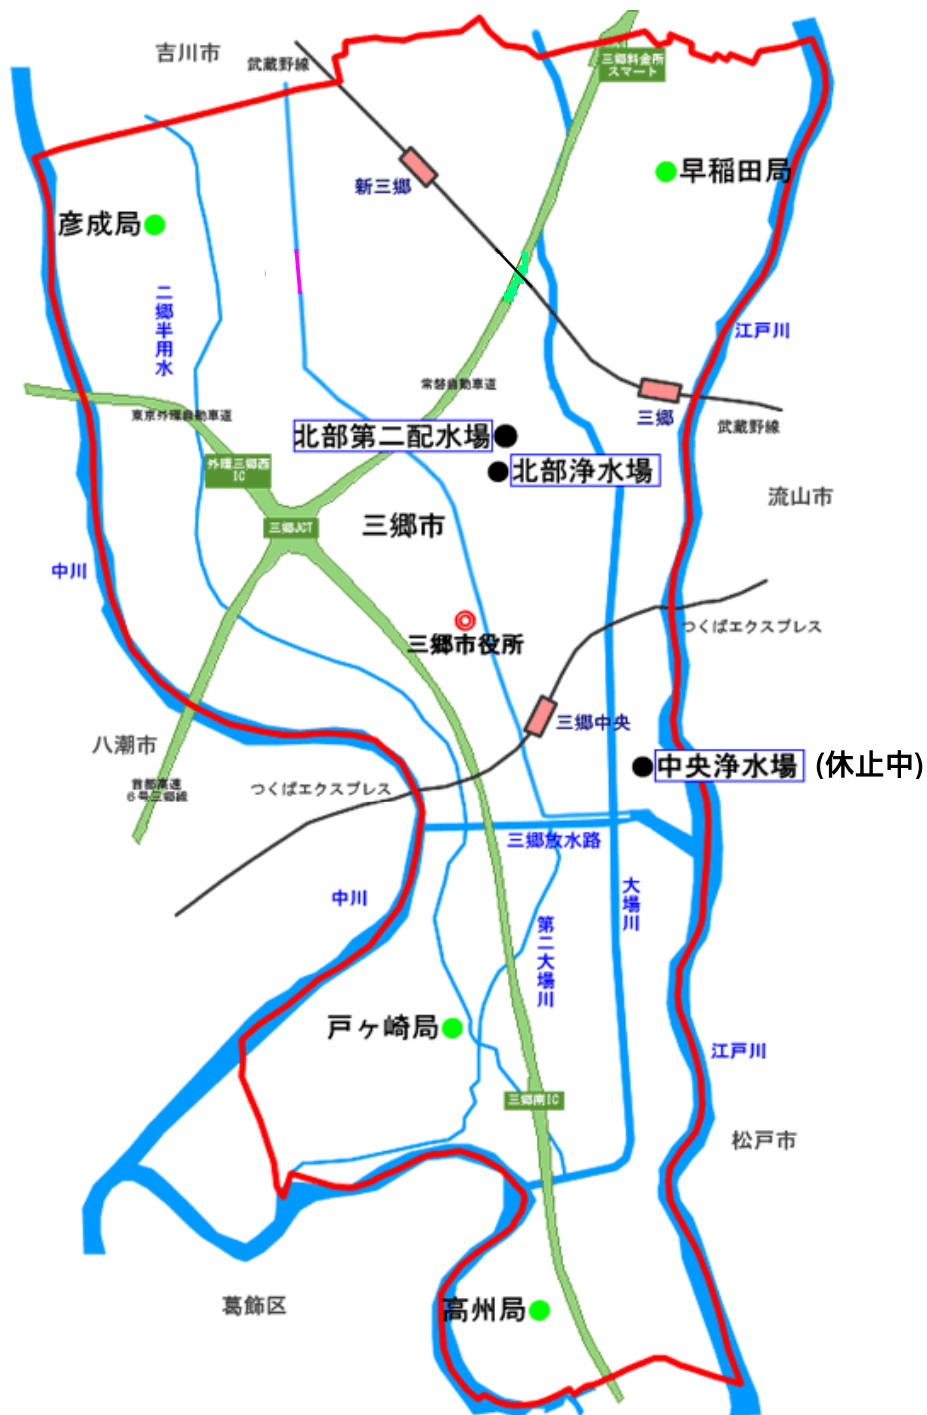 吉川市
武蔵野線
三郷料金所
スマート
新三郷
早稲田局
彦成局
二郷半用水
江戸川
常磐自動車道
東京外環自動車道
三郷
武蔵野線
北部第二配水場
外環三郷西
IC
北部浄水場
流山市
三郷JCT
三郷市
中川
三郷市役所
つくばエクスプレス
三郷中央
八潮市
中央浄水場 (休止中)
首都高速
6号三郷線
つくばエクスプレス
三郷放水路
中川
大場川
第二大場川
戸ヶ崎局
江戸川
三郷南IC
松戸市
葛飾区
高州局